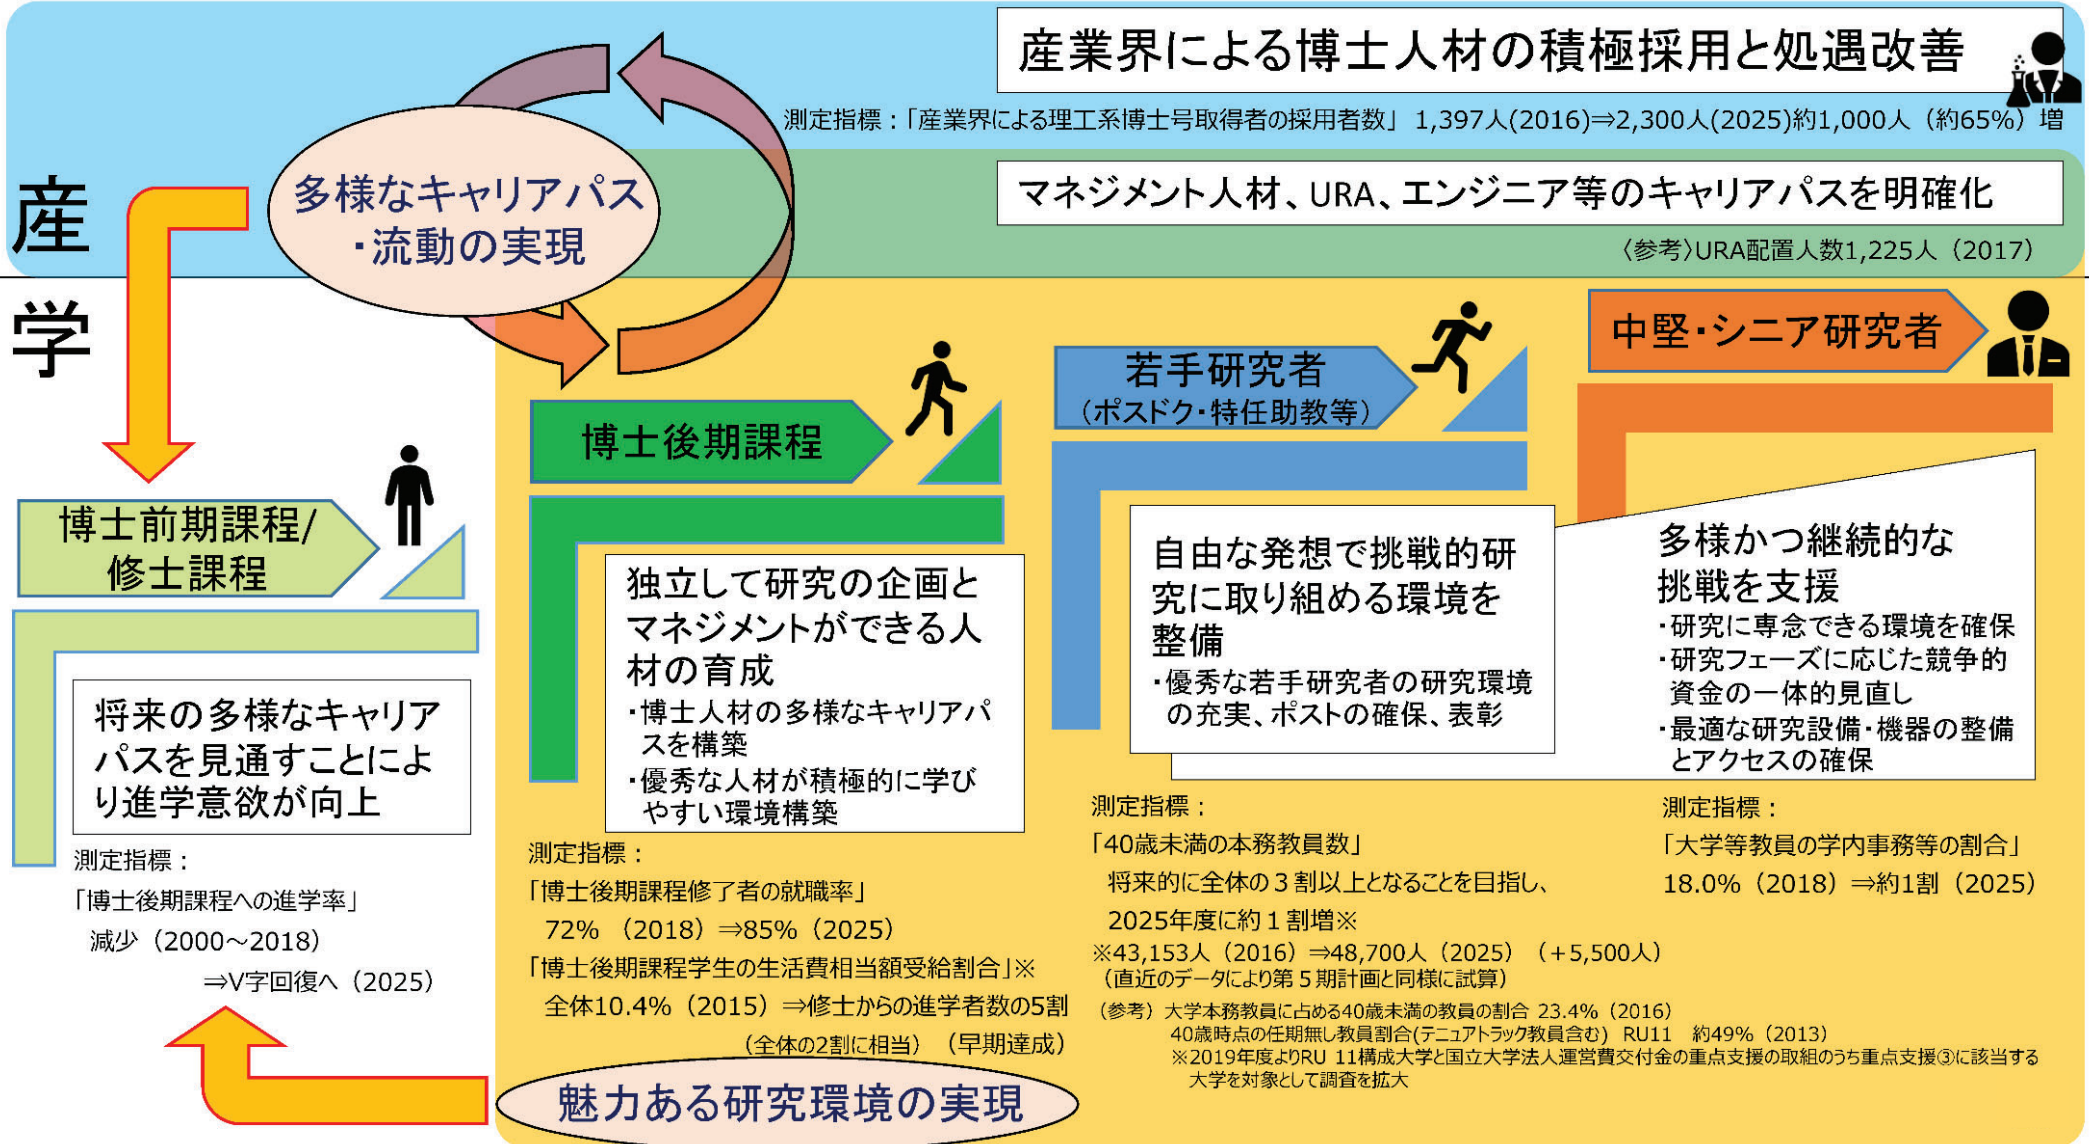 産業界による博士人材の積極採用と処遇改善
測定指標：「産業界による理工系博士号取得者の採用者数」 1,397人(2016)⇒2,300人(2025)約1,000人（約65%）増
マネジメント人材、URA、エンジニア等のキャリアパスを明確化
〈参考〉URA配置人数1,225人（2017）
産
学
多様なキャリアパス
・流動の実現
博士前期課程/
修士課程
将来の多様なキャリア
パスを見通すことによ
り進学意欲が向上
測定指標：
「博士後期課程への進学率」
減少（2000～2018）
⇒V字回復へ（2025）
博士後期課程
独立して研究の企画と
マネジメントができる人
材の育成
・博士人材の多様なキャリアパ
スを構築
・優秀な人材が積極的に学び
やすい環境構築
測定指標：
「博士後期課程修了者の就職率」
72% （2018）⇒85%（2025）
「博士後期課程学生の生活費相当額受給割合」※
全体10.4%（2015）⇒修士からの進学者数の5割
（全体の2割に相当）（早期達成）
若手研究者
（ポスドク・特任助教等）
自由な発想で挑戦的研
究に取り組める環境を
整備
・優秀な若手研究者の研究環境
の充実、ポストの確保、表彰
測定指標：
「40歳未満の本務教員数」
将来的に全体の３割以上となることを目指し、
2025年度に約１割増※
※43,153人（2016）⇒48,700人（2025）（+5,500人）
（直近のデータにより第５期計画と同様に試算）
（参考）大学本務教員に占める40歳未満の教員の割合 23.4%（2016）
40歳時点の任期無し教員割合(テニュアトラック教員含む) RU11 約49%（2013）
※2019年度よりRU 11構成大学と国立大学法人運営費交付金の重点支援の取組のうち重点支援③に該当する
大学を対象として調査を拡大
中堅・シニア研究者
多様かつ継続的な
挑戦を支援
・研究に専念できる環境を確保
・研究フェーズに応じた競争的
資金の一体的見直し
・最適な研究設備・機器の整備
とアクセスの確保
測定指標：
「大学等教員の学内事務等の割合」
18.0%（2018）⇒約1割（2025）
魅力ある研究環境の実現